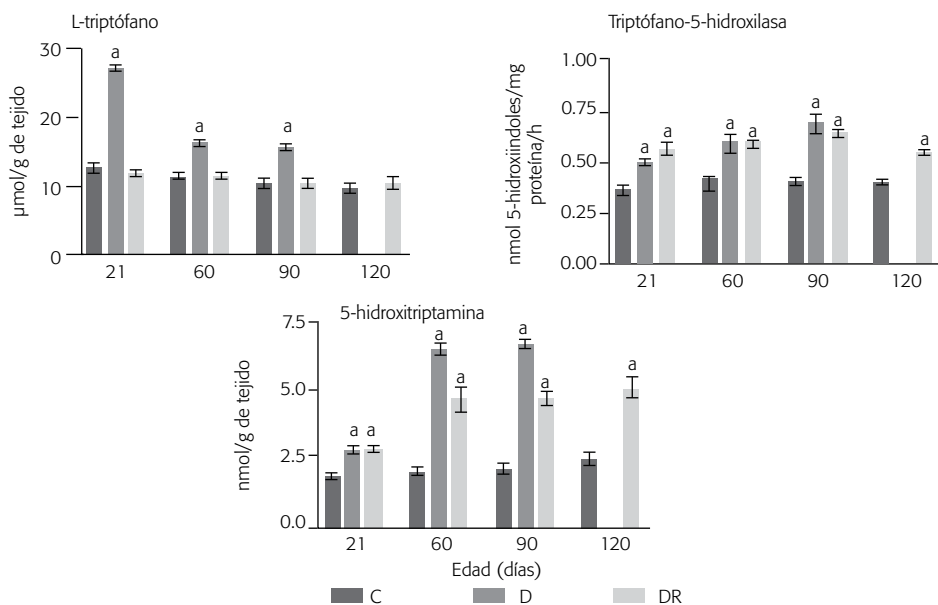 L-triptófano
µmol/g de tejido
30
20
10
0
a
a
a
21 60 90 120
Triptófano-5-hidroxilasa
nmol 5-hidroxiindoles/mg
proteína/h
1.00
0.75
0.50
0.25
0.00
a a
a a
a a
a
21 60 90 120
5-hidroxitriptamina
nmol/g de tejido
7.5
5.0
2.5
0.0
a a
a a
a a
a
21 60 90 120
Edad (días)
C D DR